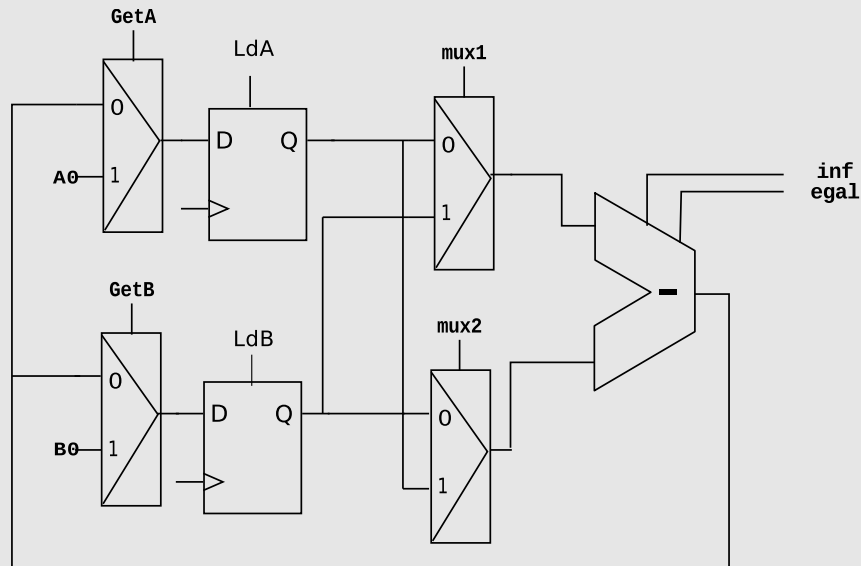 GetA
LdA
mux1
0
D Q
0
A0 1
1
inf
egal
GetB
-
mux2
LdB
0
D Q
0
B0 1
1